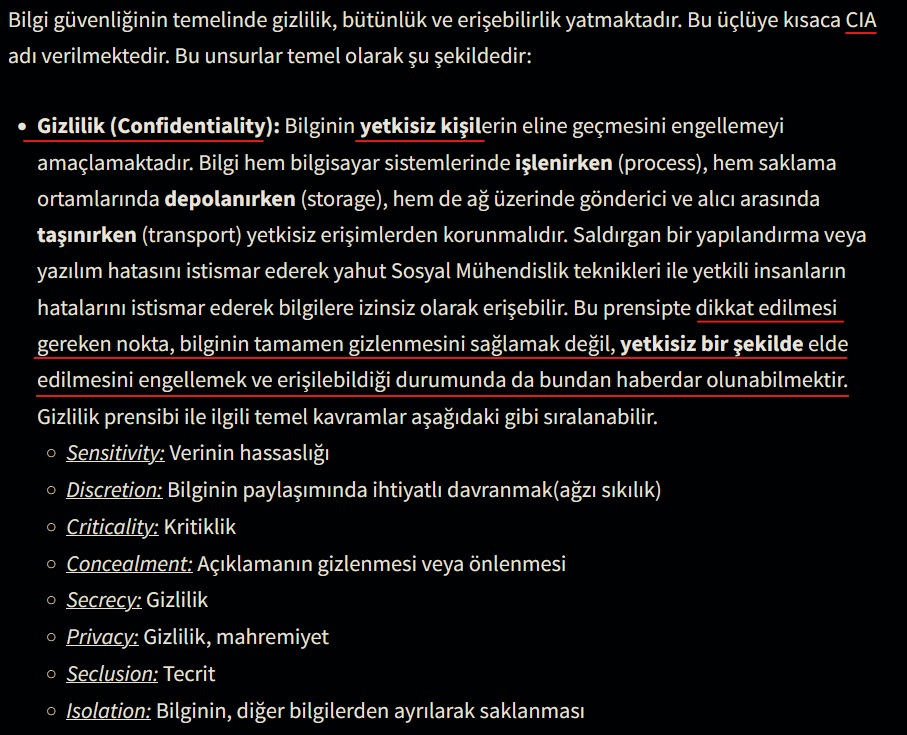 Bilgi güvenliğinin temelinde gizlilik, bütünlük ve erişebilirlik yatmaktadır. Bu üçlüye kısaca CIA
adı verilmektedir. Bu unsurlar temel olarak şu şekildedir:
• Gizlilik (Confidentiality): Bilginin yetkisiz kişilerin eline geçmesini engellemeyi
amaçlamaktadır. Bilgi hem bilgisayar sistemlerinde işlenirken (process), hem saklama
ortamlarında depolanırken (storage), hem de ağ üzerinde gönderici ve alıcı arasında
taşınırken (transport) yetkisiz erişimlerden korunmalıdır. Saldırgan bir yapılandırma veya
yazılım hatasını istismar ederek yahut Sosyal Mühendislik teknikleri ile yetkili insanların
hatalarını istismar ederek bilgilere izinsiz olarak erişebilir. Bu prensipte dikkat edilmesi
gereken nokta, bilginin tamamen gizlenmesini sağlamak değil, yetkisiz bir şekilde elde
edilmesini engellemek ve erişilebildiği durumunda da bundan haberdar olunabilmektir.
Gizlilik prensibi ile ilgili temel kavramlar aşağıdaki gibi sıralanabilir.
○ Sensitivity: Verinin hassaslığı
○ Discretion: Bilginin paylaşımında ihtiyatlı davranmak(ağzı sıkılık)
○ Criticality: Kritiklik
○ Concealment: Açıklamanın gizlenmesi veya önlenmesi
○ Secrecy: Gizlilik
○ Privacy: Gizlilik, mahremiyet
○ Seclusion: Tecrit
○ Isolation: Bilginin, diğer bilgilerden ayrılarak saklanması